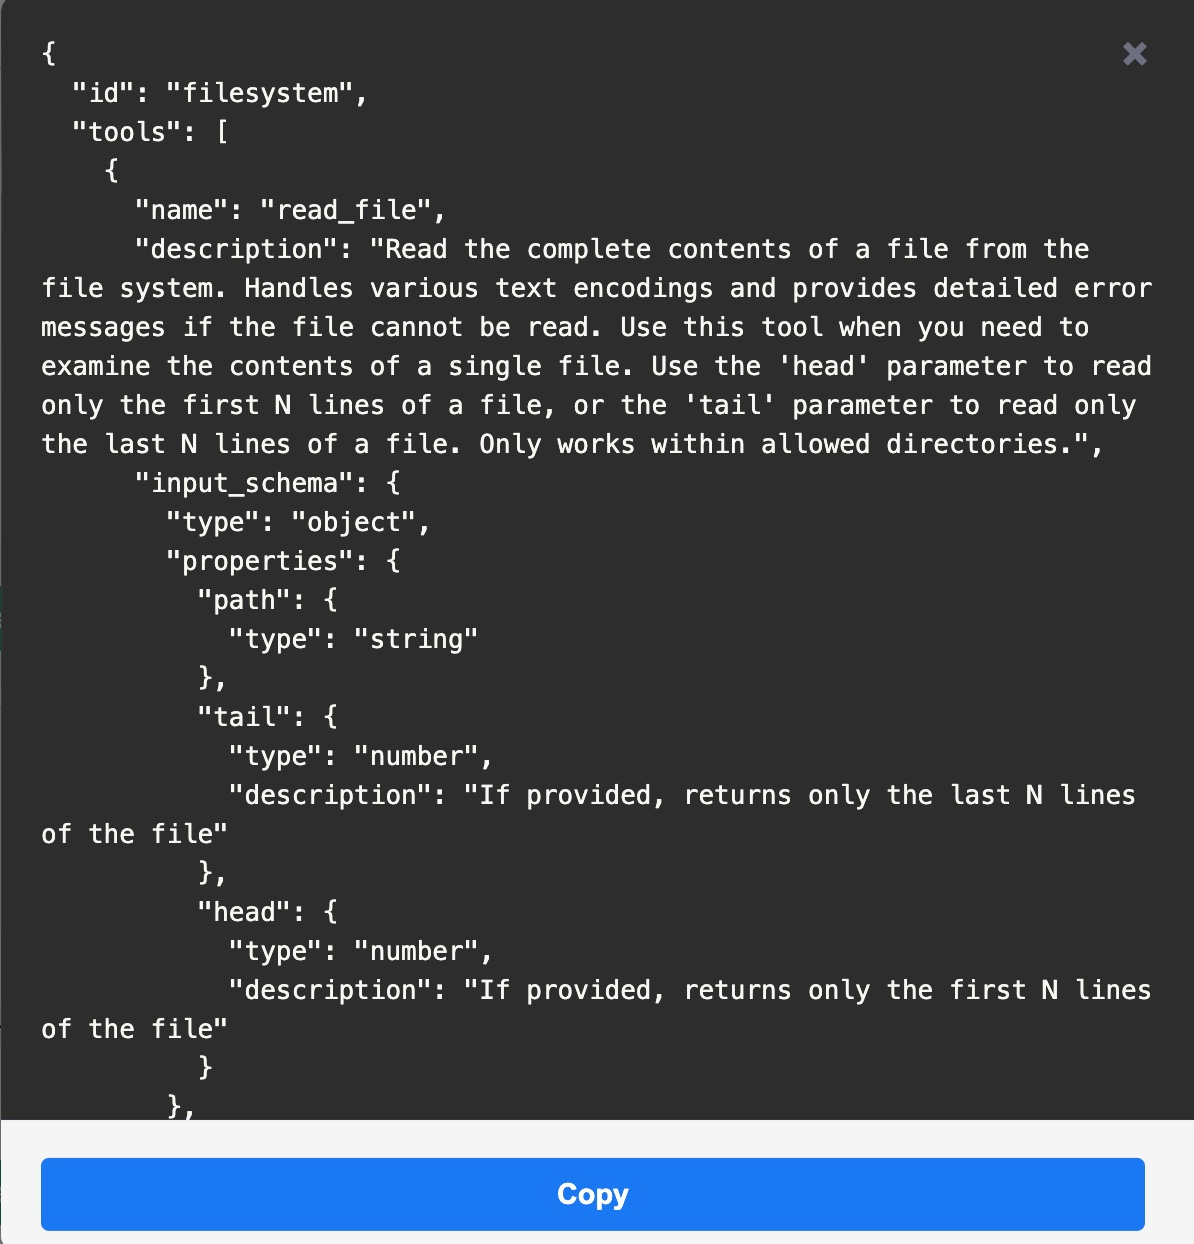 {
  "id": "filesystem",
  "tools": [
    {
      "name": "read_file",
      "description": "Read the complete contents of a file from the
file system. Handles various text encodings and provides detailed error
messages if the file cannot be read. Use this tool when you need to
examine the contents of a single file. Use the 'head' parameter to read
only the first N lines of a file, or the 'tail' parameter to read only
the last N lines of a file. Only works within allowed directories.",
      "input_schema": {
        "type": "object",
        "properties": {
          "path": {
            "type": "string"
          },
          "tail": {
            "type": "number",
            "description": "If provided, returns only the last N lines
of the file"
          },
          "head": {
            "type": "number",
            "description": "If provided, returns only the first N lines
of the file"
          }
        },
Copy